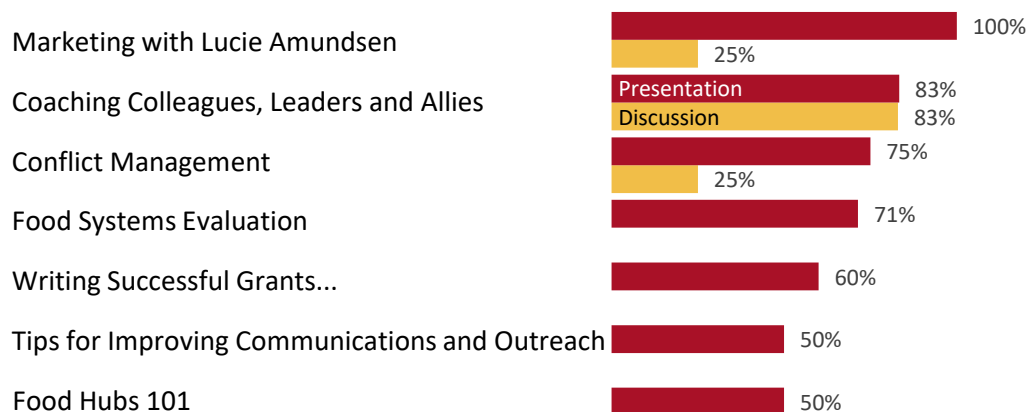 Marketing with Lucie Amundsen
100%
25%
Coaching Colleagues, Leaders and Allies
Presentation 83%
Discussion 83%
Conflict Management
75%
25%
Food Systems Evaluation 71%
Writing Successful Grants... 60%
Tips for Improving Communications and Outreach 50%
Food Hubs 101 50%